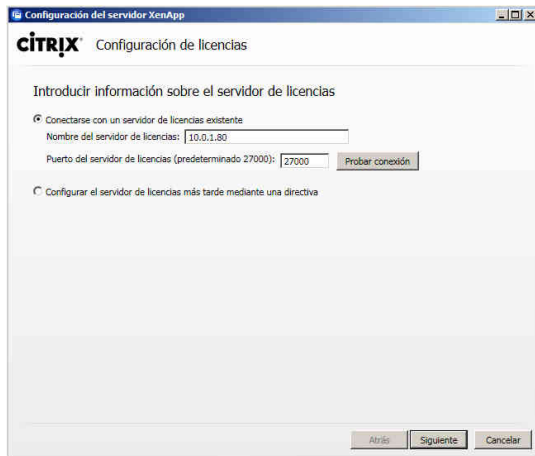 Configuración del servidor XenApp
CİTRIX® Configuración de licencias
Introducir información sobre el servidor de licencias
Conectarse con un servidor de licencias existente
Nombre del servidor de licencias: 10.0.1.80
Puerto del servidor de licencias (predeterminado 27000): 27000 Probar conexión
Configurar el servidor de licencias más tarde mediante una directiva
Atrás Siguiente Cancelar